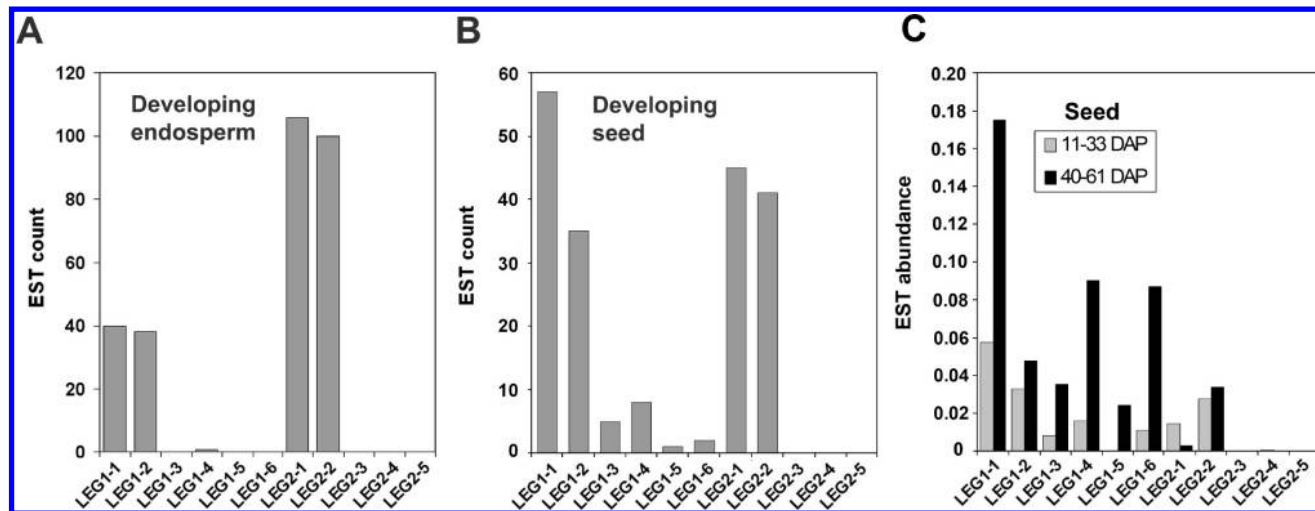 A
EST count
120
100
80
60
40
20
0
Developing
endosperm
LEG1-1
LEG1-2
LEG1-3
LEG1-4
LEG1-5
LEG1-6
LEG2-1
LEG2-2
LEG2-3
LEG2-4
LEG2-5
B
EST count
60
50
40
30
20
10
0
Developing
seed
LEG1-1
LEG1-2
LEG1-3
LEG1-4
LEG1-5
LEG1-6
LEG2-1
LEG2-2
LEG2-3
LEG2-4
LEG2-5
C
EST abundance
0.20
0.18
0.16
0.14
0.12
0.10
0.08
0.06
0.04
0.02
0
Seed
11-33 DAP
40-61 DAP
LEG1-1
LEG1-2
LEG1-3
LEG1-4
LEG1-5
LEG1-6
LEG2-1
LEG2-2
LEG2-3
LEG2-4
LEG2-5